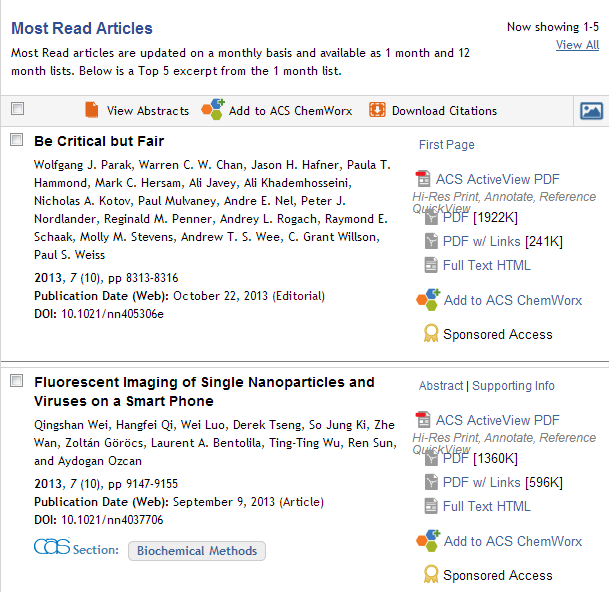 Most Read Articles
Now showing 1-5
View All
Most Read articles are updated on a monthly basis and available as 1 month and 12
month lists. Below is a Top 5 excerpt from the 1 month list.
View Abstracts Add to ACS ChemWorx Download Citations
Be Critical but Fair
Wolfgang J. Parak, Warren C. W. Chan, Jason H. Hafner, Paula T.
Hammond, Mark C. Hersam, Ali Javey, Ali Khademhosseini,
Nicholas A. Kotov, Paul Mulvaney, Andre E. Nel, Peter J.
Nordlander, Reginald M. Penner, Andrey L. Rogach, Raymond E.
Schaak, Molly M. Stevens, Andrew T. S. Wee, C. Grant Willson,
Paul S. Weiss
2013, 7 (10), pp 8313-8316
Publication Date (Web): October 22, 2013 (Editorial)
DOI: 10.1021/nn405306e
First Page
ACS ActiveView PDF
Hi-Res Print, Annotate, Reference
QuickView
PDF [1922K]
PDF w/ Links [241K]
Full Text HTML
Add to ACS ChemWorx
Sponsored Access
Fluorescent Imaging of Single Nanoparticles and
Viruses on a Smart Phone
Qingshan Wei, Hangfei Qi, Wei Luo, Derek Tseng, So Jung Ki, Zhe
Wan, Zoltán Göröcs, Laurent A. Bentolila, Ting-Ting Wu, Ren Sun,
and Aydogan Ozcan
2013, 7 (10), pp 9147-9155
Publication Date (Web): September 9, 2013 (Article)
DOI: 10.1021/nn4037706
CAS Section: Biochemical Methods
Abstract | Supporting Info
ACS ActiveView PDF
Hi-Res Print, Annotate, Reference
QuickView
PDF [1360K]
PDF w/ Links [596K]
Full Text HTML
Add to ACS ChemWorx
Sponsored Access